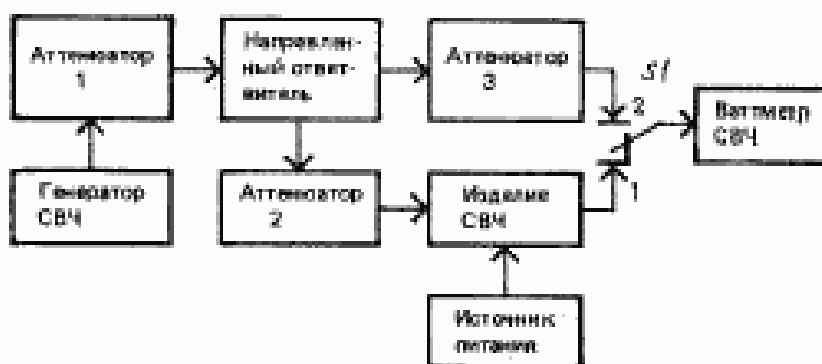 Аттенюатор
1
Направлен-
ный ответ-
витель
Аттенюатор
3
S1
2
Ваттметр
СВЧ
Генератор
СВЧ
Аттенюатор
2
Изделие
СВЧ
1
Источник
питания